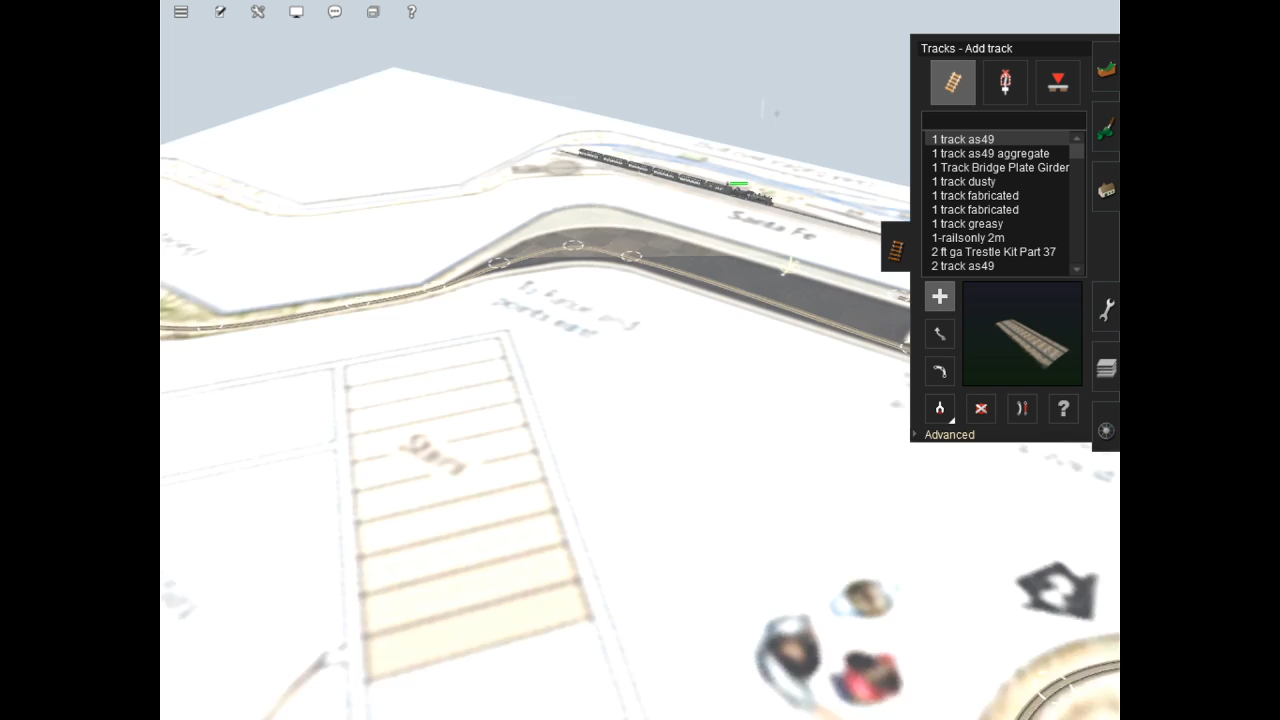 ?
Tracks - Add track
1 track as49
1 track as49 aggregate
1 Track Bridge Plate Girder
1 track dusty
1 track fabricated
1 track fabricated
1 track greasy
1-railsonly 2m
2 ft ga Trestle Kit Part 37
2 track as49
?
Advanced
Santa Fe
Story